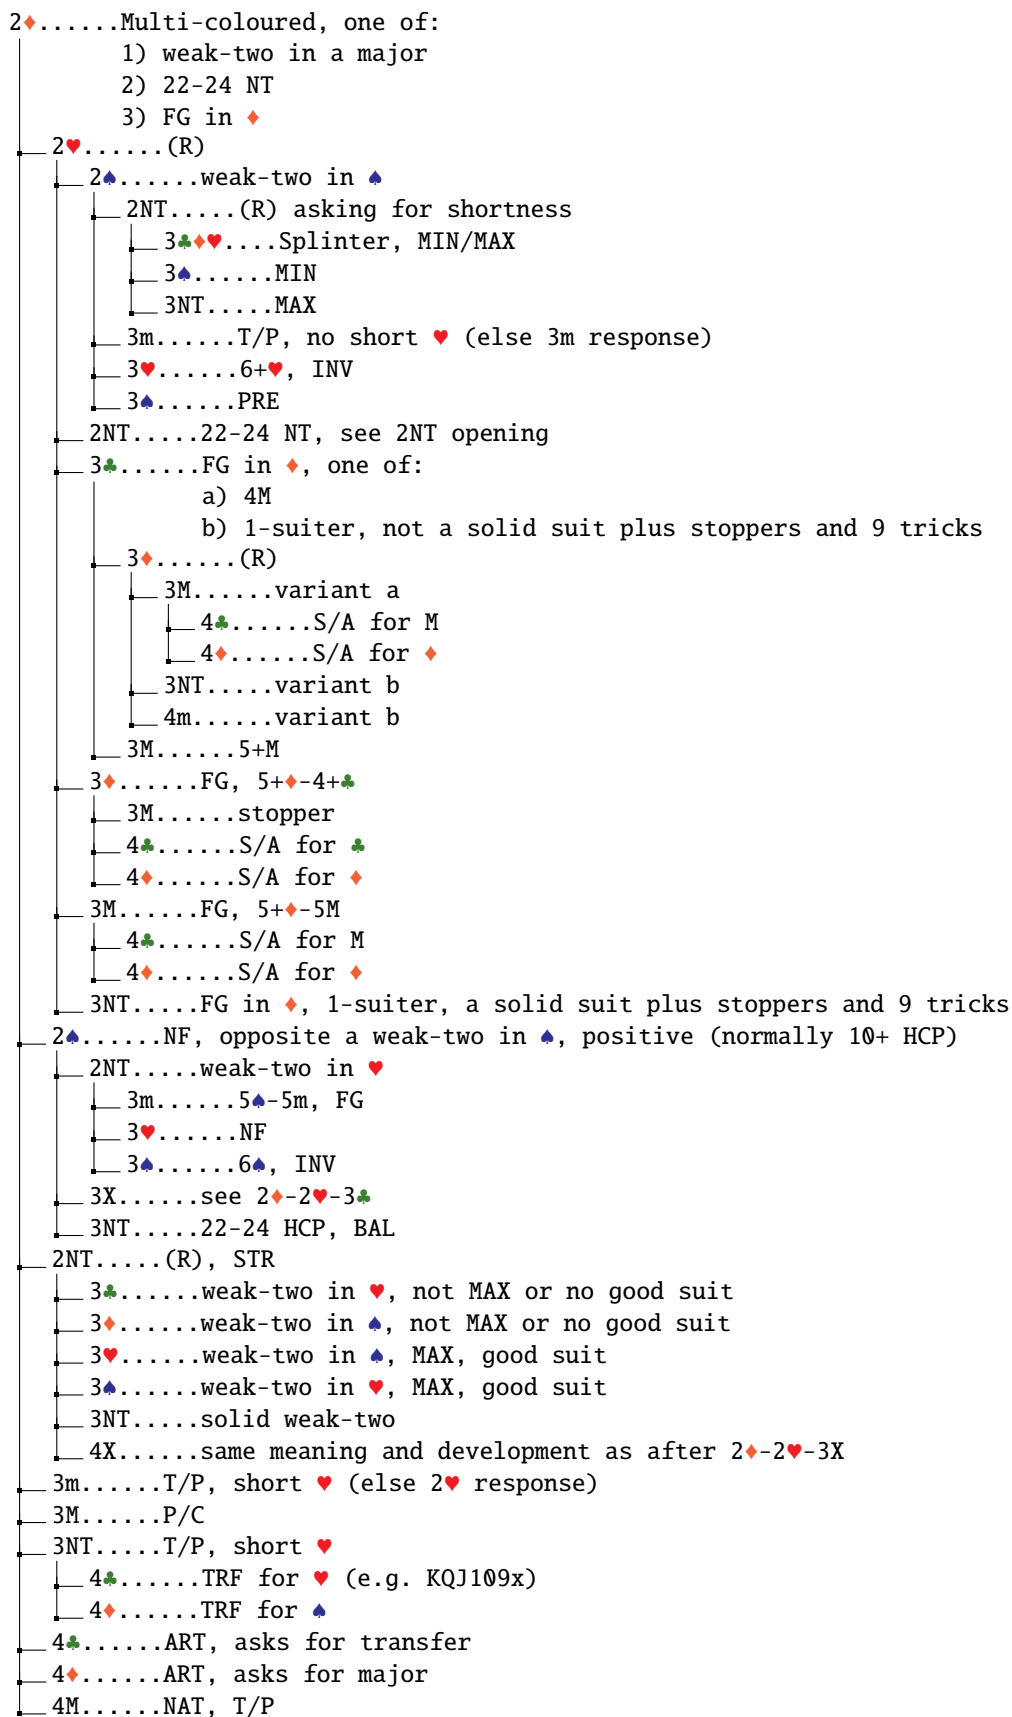 2♦......Multi-coloured, one of:
1) weak-two in a major
2) 22-24 NT
3) FG in ♦
2♥......(R)
2♠......weak-two in ♠
2NT.....(R) asking for shortness
3♣♦♥....Splinter, MIN/MAX
3♠......MIN
3NT.....MAX
3m......T/P, no short ♥ (else 3m response)
3♥......6+♥, INV
3♠......PRE
2NT.....22-24 NT, see 2NT opening
3♣......FG in ♦, one of:
a) 4M
b) 1-suiter, not a solid suit plus stoppers and 9 tricks
3♦......(R)
3M......variant a
4♣......S/A for M
4♦......S/A for ♦
3NT.....variant b
4m......variant b
3M......5+M
3♦......FG, 5+♦-4+♣
3M......stopper
4♣......S/A for ♣
4♦......S/A for ♦
3M......FG, 5+♦-5M
4♣......S/A for M
4♦......S/A for ♦
3NT.....FG in ♦, 1-suiter, a solid suit plus stoppers and 9 tricks
2♠......NF, opposite a weak-two in ♠, positive (normally 10+ HCP)
2NT.....weak-two in ♥
3m......5♠-5m, FG
3♥......NF
3♠......6♠, INV
3X......see 2♦-2♥-3♣
3NT.....22-24 HCP, BAL
2NT.....(R), STR
3♣......weak-two in ♥, not MAX or no good suit
3♦......weak-two in ♠, not MAX or no good suit
3♥......weak-two in ♠, MAX, good suit
3♠......weak-two in ♥, MAX, good suit
3NT.....solid weak-two
4X......same meaning and development as after 2♦-2♥-3X
3m......T/P, short ♥ (else 2♥ response)
3M......P/C
3NT.....T/P, short ♥
4♣......TRF for ♥ (e.g. KQJ109x)
4♦......TRF for ♠
4♣......ART, asks for transfer
4♦......ART, asks for major
4M......NAT, T/P